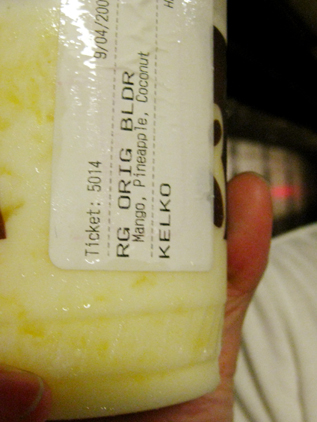 9/04/200
Ticket: 5014
RG ORIG BLDR
Mango, Pineapple, Coconut
KELKO